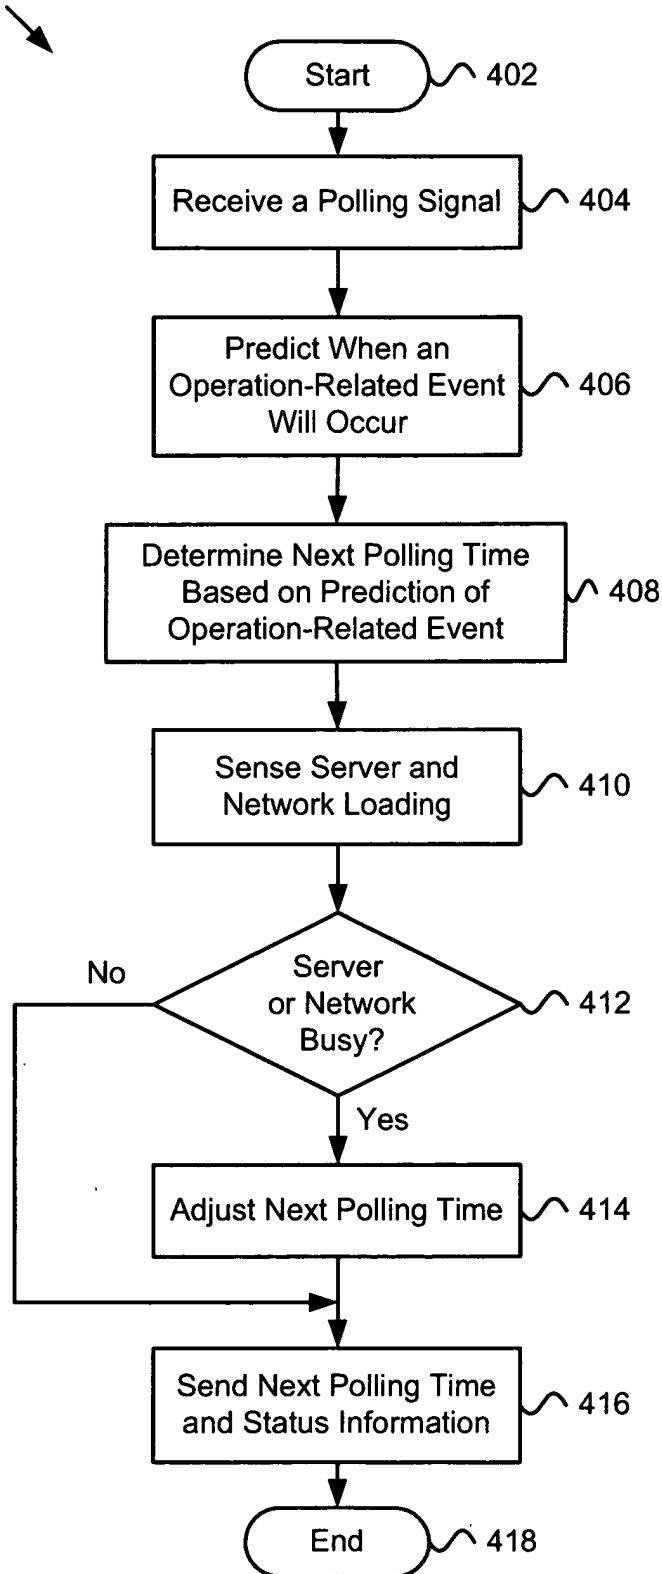 Start
402
Receive a Polling Signal
404
Predict When an
Operation-Related Event
Will Occur
406
Determine Next Polling Time
Based on Prediction of
Operation-Related Event
408
Sense Server and
Network Loading
410
Server
or Network
Busy?
412
No
Yes
Adjust Next Polling Time
414
Send Next Polling Time
and Status Information
416
End
418